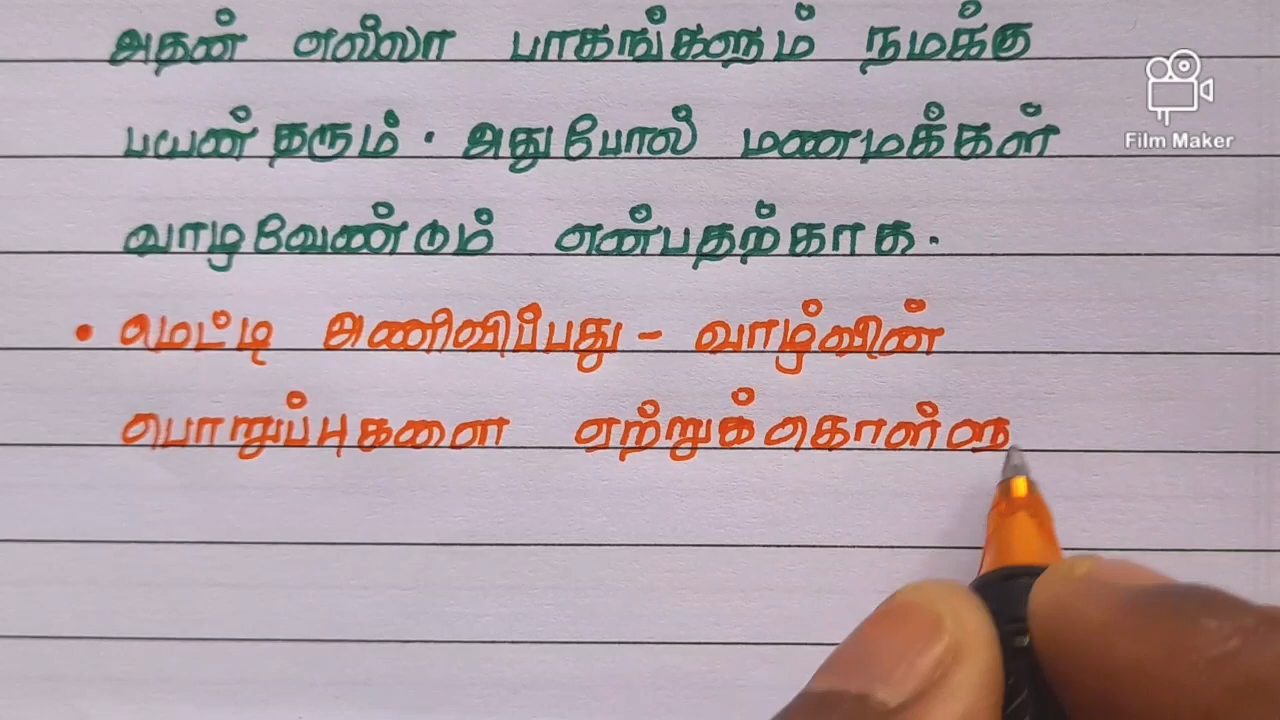 அதன் எல்லா பாகங்களும் நமக்கு
பயன் தரும். அதுபோல் மணமக்கள்
வாழவேண்டும் என்பதற்காக.
• மெட்டி அணிவிப்பது - வாழ்வின்
பொறுப்புகளை ஏற்றுக்கொள்ளு
Film Maker